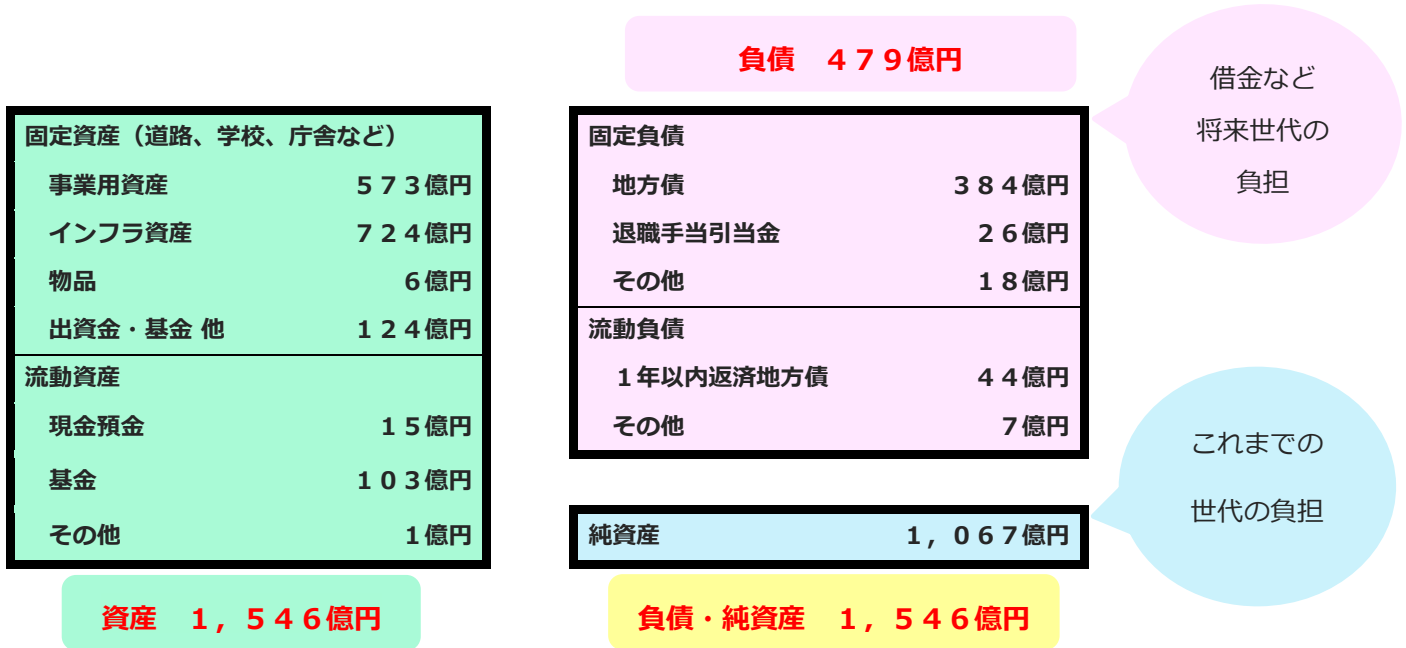 固定資産（道路、学校、庁舎など）
事業用資産 ５７３億円
インフラ資産 ７２４億円
物品 ６億円
出資金・基金 他 １２４億円
流動資産
現金預金 １５億円
基金 １０３億円
その他 １億円
資産 １，５４６億円
負債 ４７９億円
固定負債
地方債 ３８４億円
退職手当引当金 ２６億円
その他 １８億円
流動負債
１年以内返済地方債 ４４億円
その他 ７億円
純資産 １，０６７億円
負債・純資産 １，５４６億円
借金など
将来世代の
負担
これまでの
世代の負担